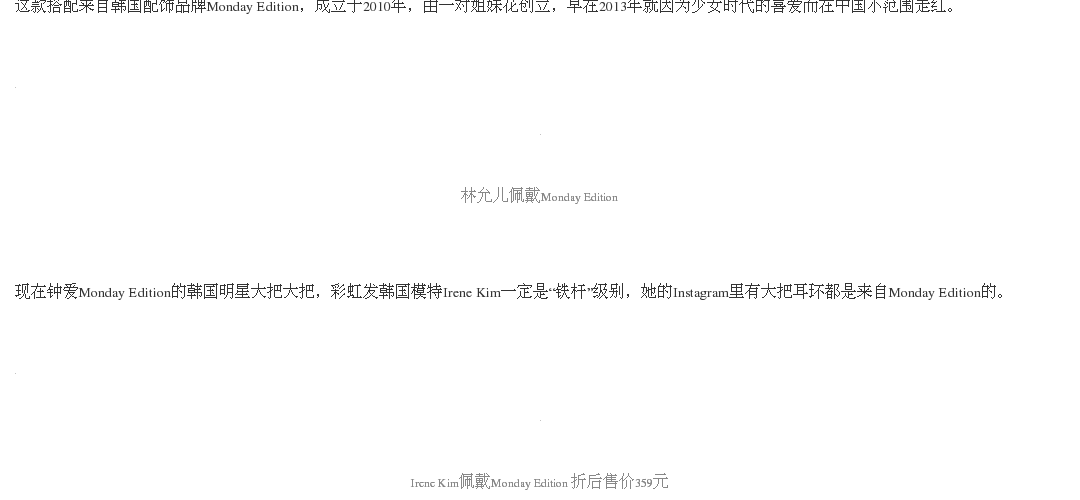 这款搭配来自韩国配饰品牌Monday Edition，成立于2010年，由一对姐妹花创立，早在2013年就因为少女时代的喜爱而在中国小范围走红。
林允儿佩戴Monday Edition
现在钟爱Monday Edition的韩国明星大把大把，彩虹发韩国模特Irene Kim一定是“铁杆”级别，她的Instagram里有大把耳环都是来自Monday Edition的。
Irene Kim佩戴Monday Edition 折后售价359元